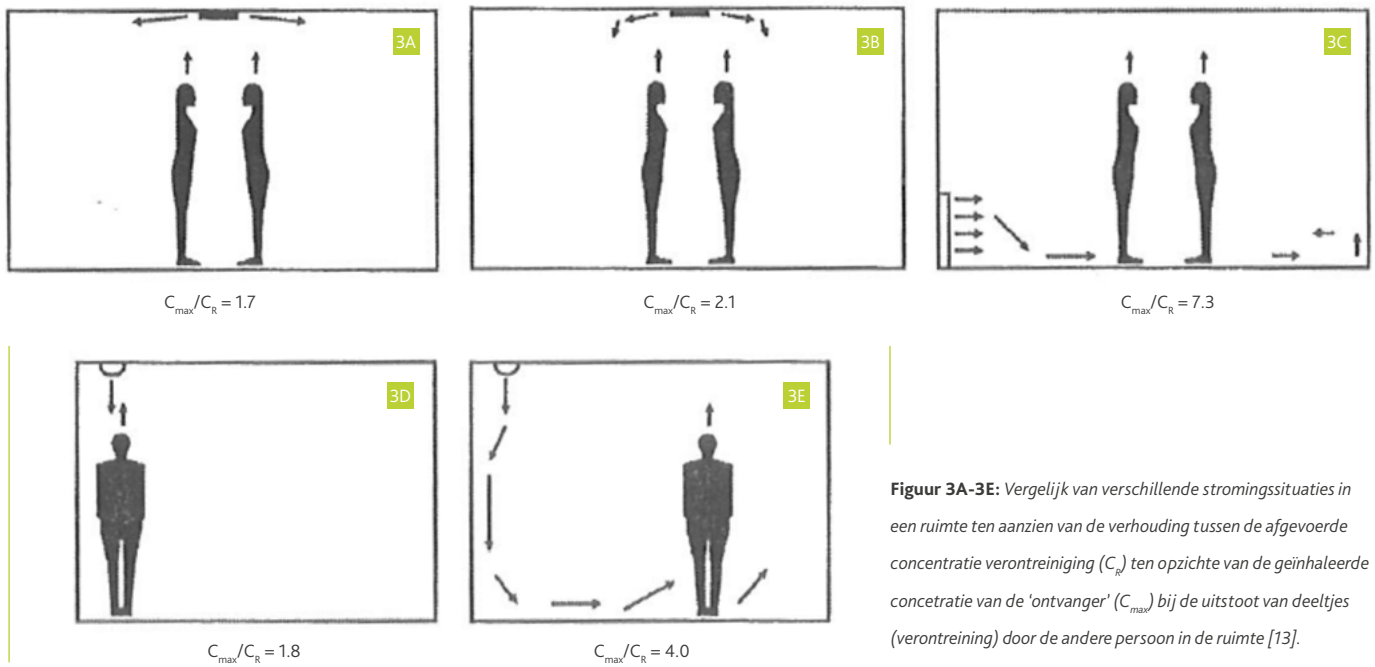 3A
3B
3C
C_max/C_R = 1.7
C_max/C_R = 2.1
C_max/C_R = 7.3
3D
3E
C_max/C_R = 1.8
C_max/C_R = 4.0
Figuur 3A-3E: Vergelijk van verschillende stromingssituaties in
een ruimte ten aanzien van de verhouding tussen de afgevoerde
concentratie verontreiniging (C_R) ten opzichte van de geïnhaleerde
concetratie van de ‘ontvanger’ (C_max) bij de uitstoot van deeltjes
(verontreining) door de andere persoon in de ruimte [13].